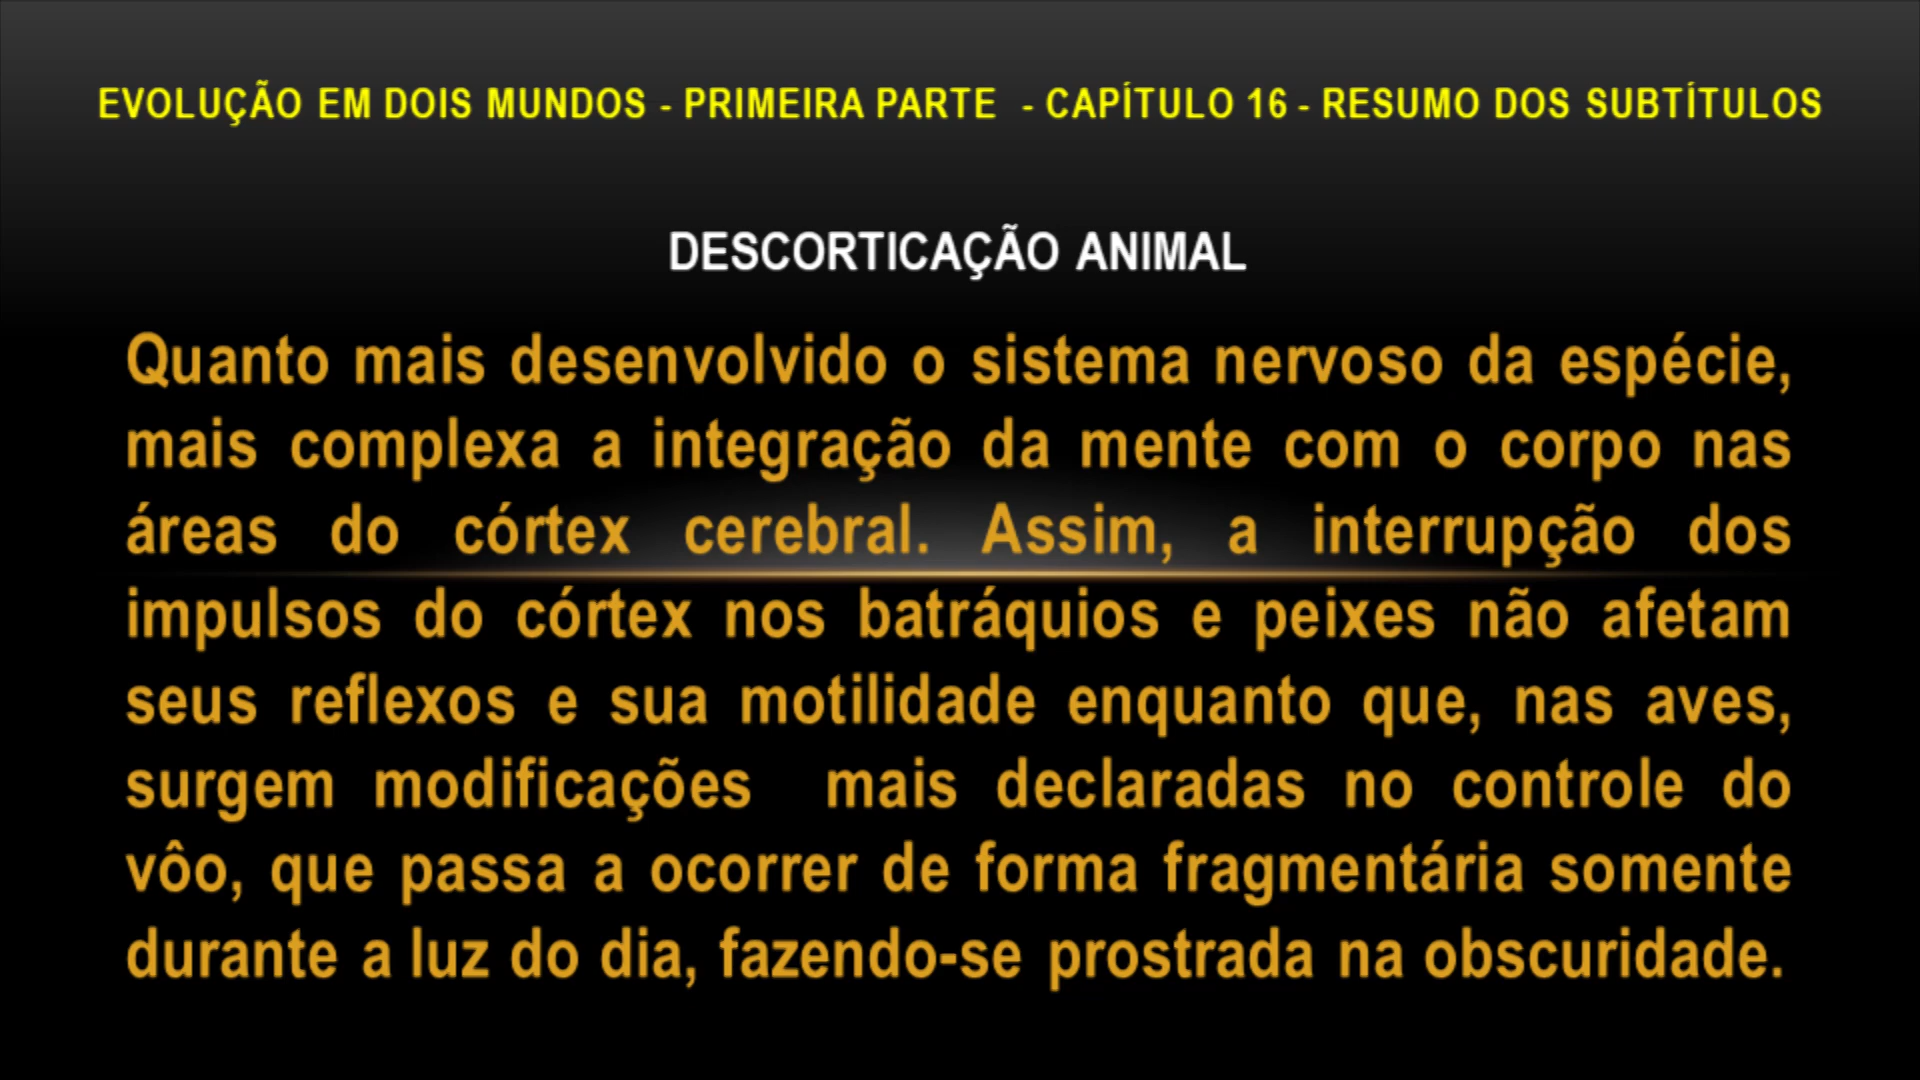 EVOLUÇÃO EM DOIS MUNDOS - PRIMEIRA PARTE - CAPÍTULO 16 - RESUMO DOS SUBTÍTULOS
DESCORTICAÇÃO ANIMAL
Quanto mais desenvolvido o sistema nervoso da espécie,
mais complexa a integração da mente com o corpo nas
áreas do córtex cerebral. Assim, a interrupção dos
impulsos do córtex nos batráquios e peixes não afetam
seus reflexos e sua motilidade enquanto que, nas aves,
surgem modificações mais declaradas no controle do
vôo, que passa a ocorrer de forma fragmentária somente
durante a luz do dia, fazendo-se prostrada na obscuridade.